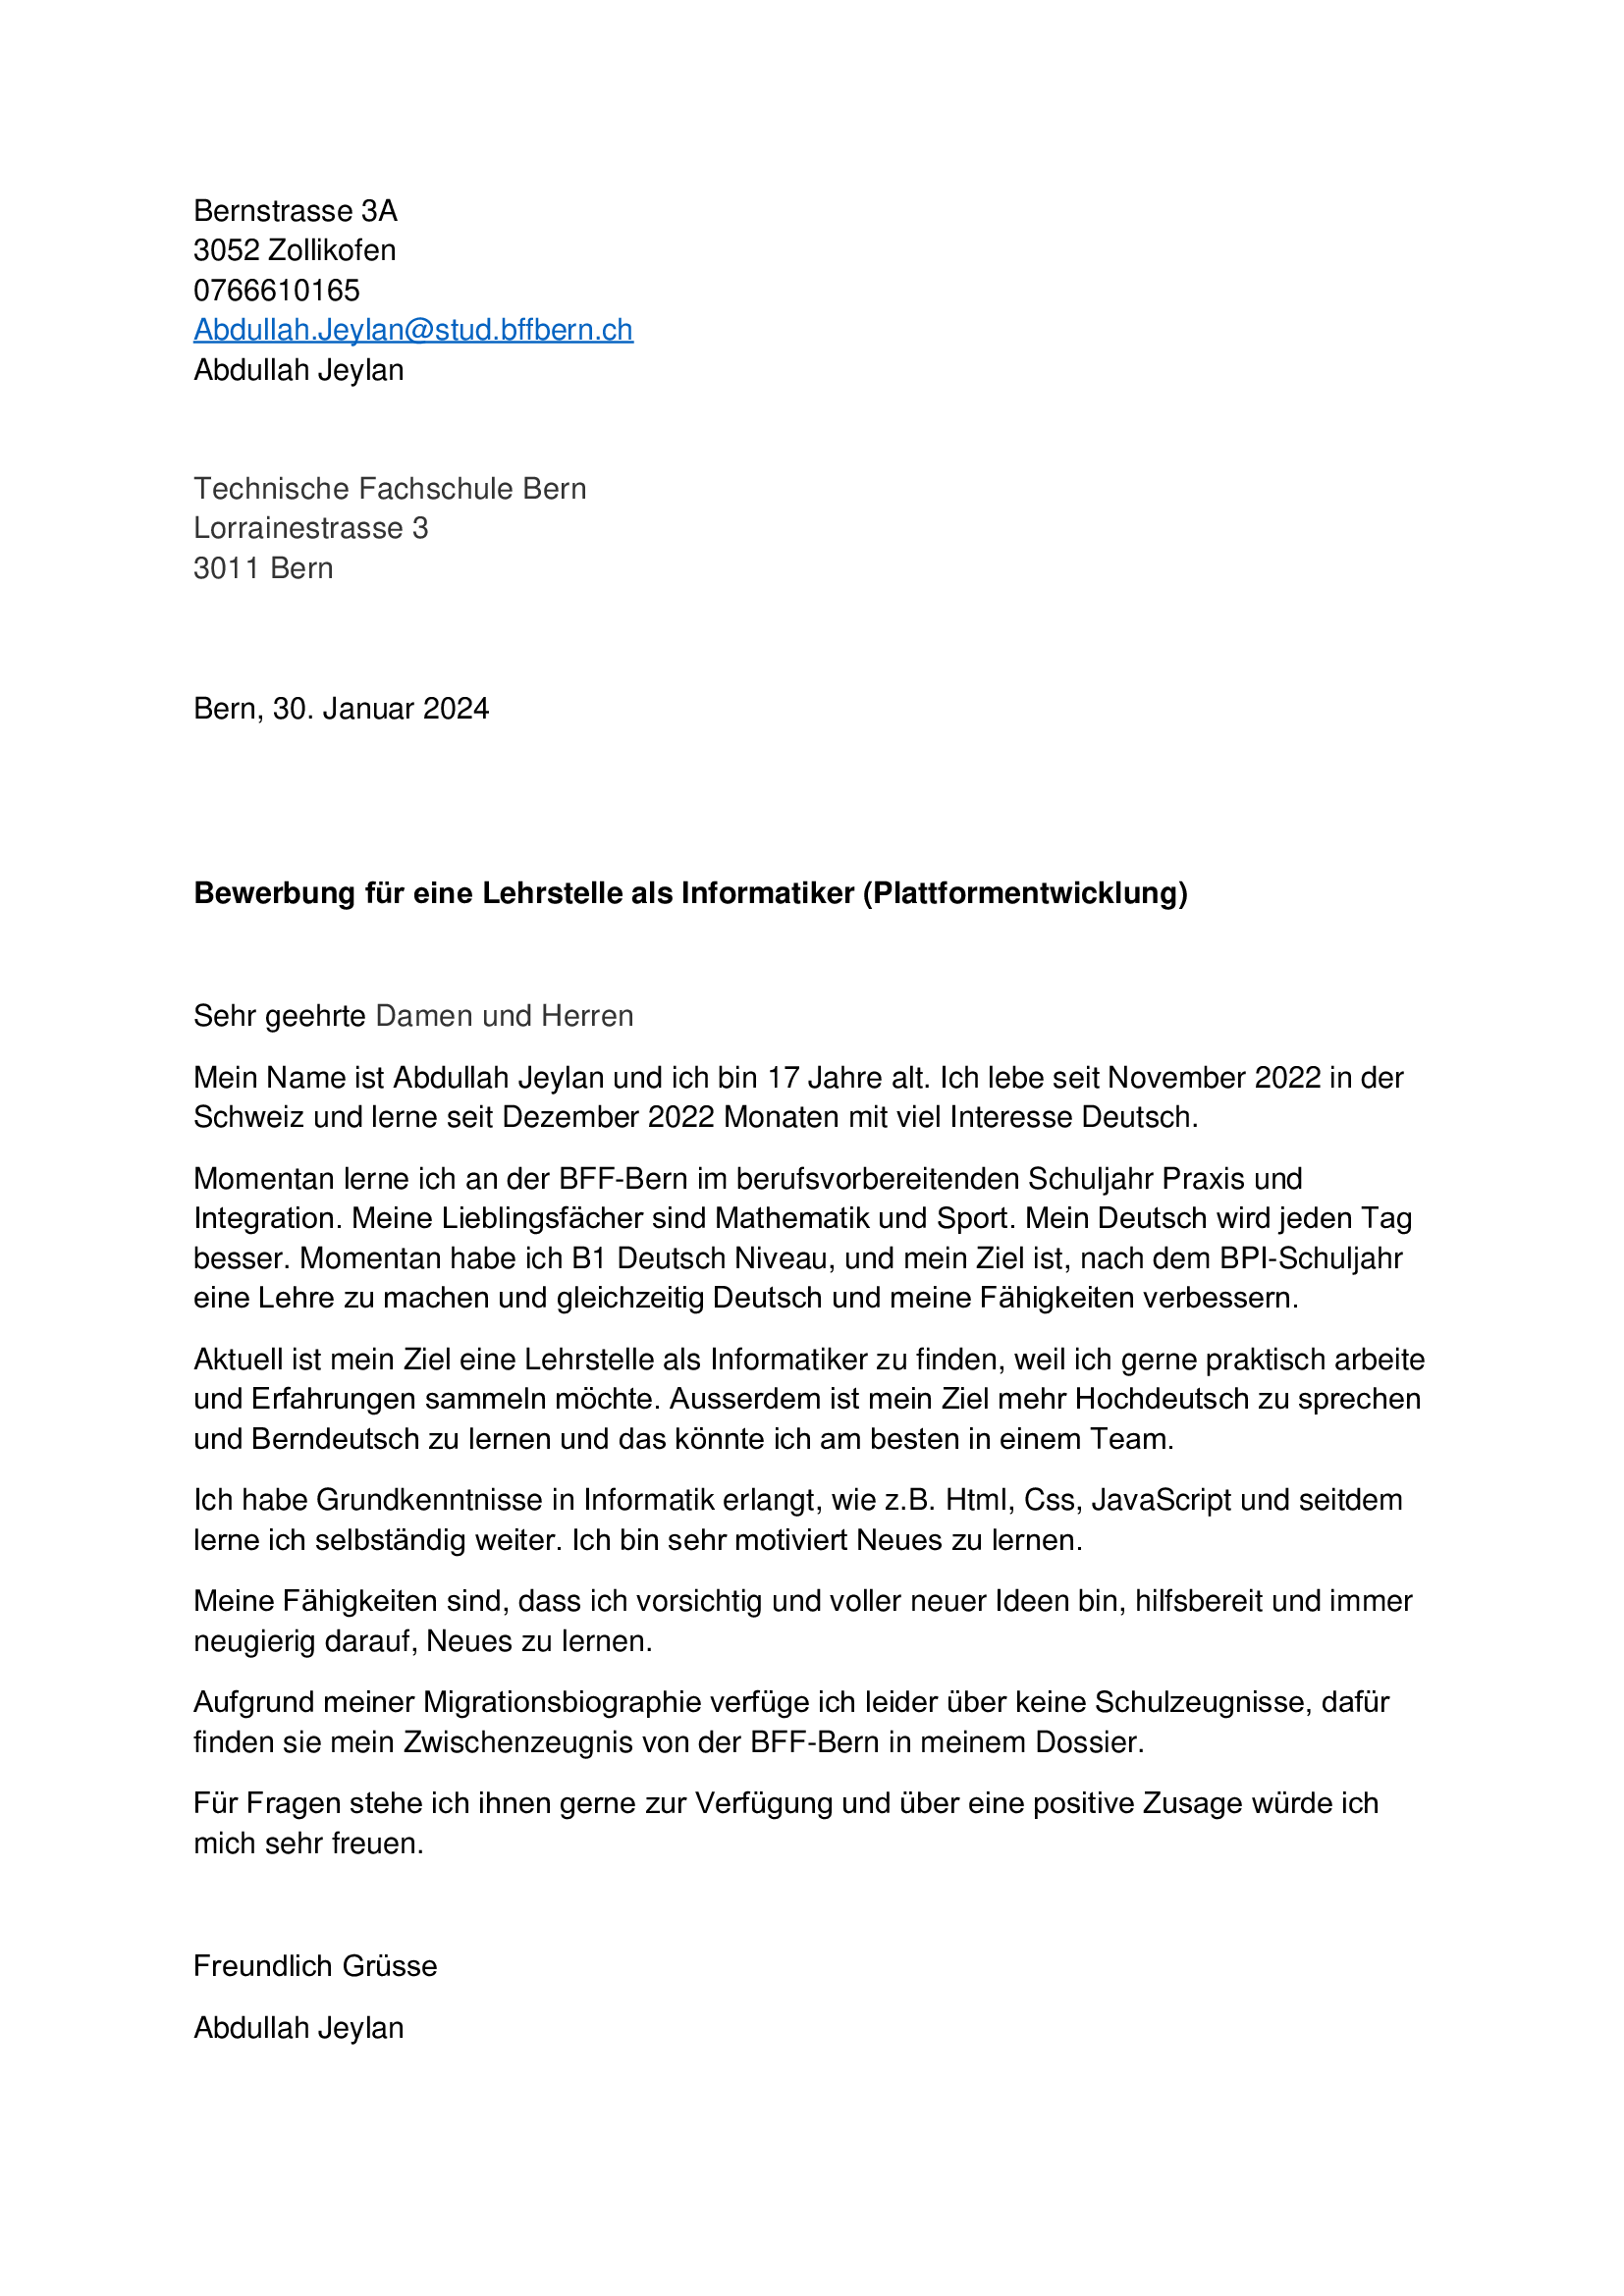 Bernstrasse 3A
3052 Zollikofen
0766610165
Abdullah.Jeylan@stud.bffbern.ch
Abdullah Jeylan
Technische Fachschule Bern
Lorrainestrasse 3
3011 Bern
Bern, 30. Januar 2024
Bewerbung für eine Lehrstelle als Informatiker (Plattformentwicklung)
Sehr geehrte Damen und Herren
Mein Name ist Abdullah Jeylan und ich bin 17 Jahre alt. Ich lebe seit November 2022 in der
Schweiz und lerne seit Dezember 2022 Monaten mit viel Interesse Deutsch.
Momentan lerne ich an der BFF-Bern im berufsvorbereitenden Schuljahr Praxis und
Integration. Meine Lieblingsfächer sind Mathematik und Sport. Mein Deutsch wird jeden Tag
besser. Momentan habe ich B1 Deutsch Niveau, und mein Ziel ist, nach dem BPI-Schuljahr
eine Lehre zu machen und gleichzeitig Deutsch und meine Fähigkeiten verbessern.
Aktuell ist mein Ziel eine Lehrstelle als Informatiker zu finden, weil ich gerne praktisch arbeite
und Erfahrungen sammeln möchte. Ausserdem ist mein Ziel mehr Hochdeutsch zu sprechen
und Berndeutsch zu lernen und das könnte ich am besten in einem Team.
Ich habe Grundkenntnisse in Informatik erlangt, wie z.B. Html, Css, JavaScript und seitdem
lerne ich selbständig weiter. Ich bin sehr motiviert Neues zu lernen.
Meine Fähigkeiten sind, dass ich vorsichtig und voller neuer Ideen bin, hilfsbereit und immer
neugierig darauf, Neues zu lernen.
Aufgrund meiner Migrationsbiographie verfüge ich leider über keine Schulzeugnisse, dafür
finden sie mein Zwischenzeugnis von der BFF-Bern in meinem Dossier.
Für Fragen stehe ich ihnen gerne zur Verfügung und über eine positive Zusage würde ich
mich sehr freuen.
Freundlich Grüsse
Abdullah Jeylan